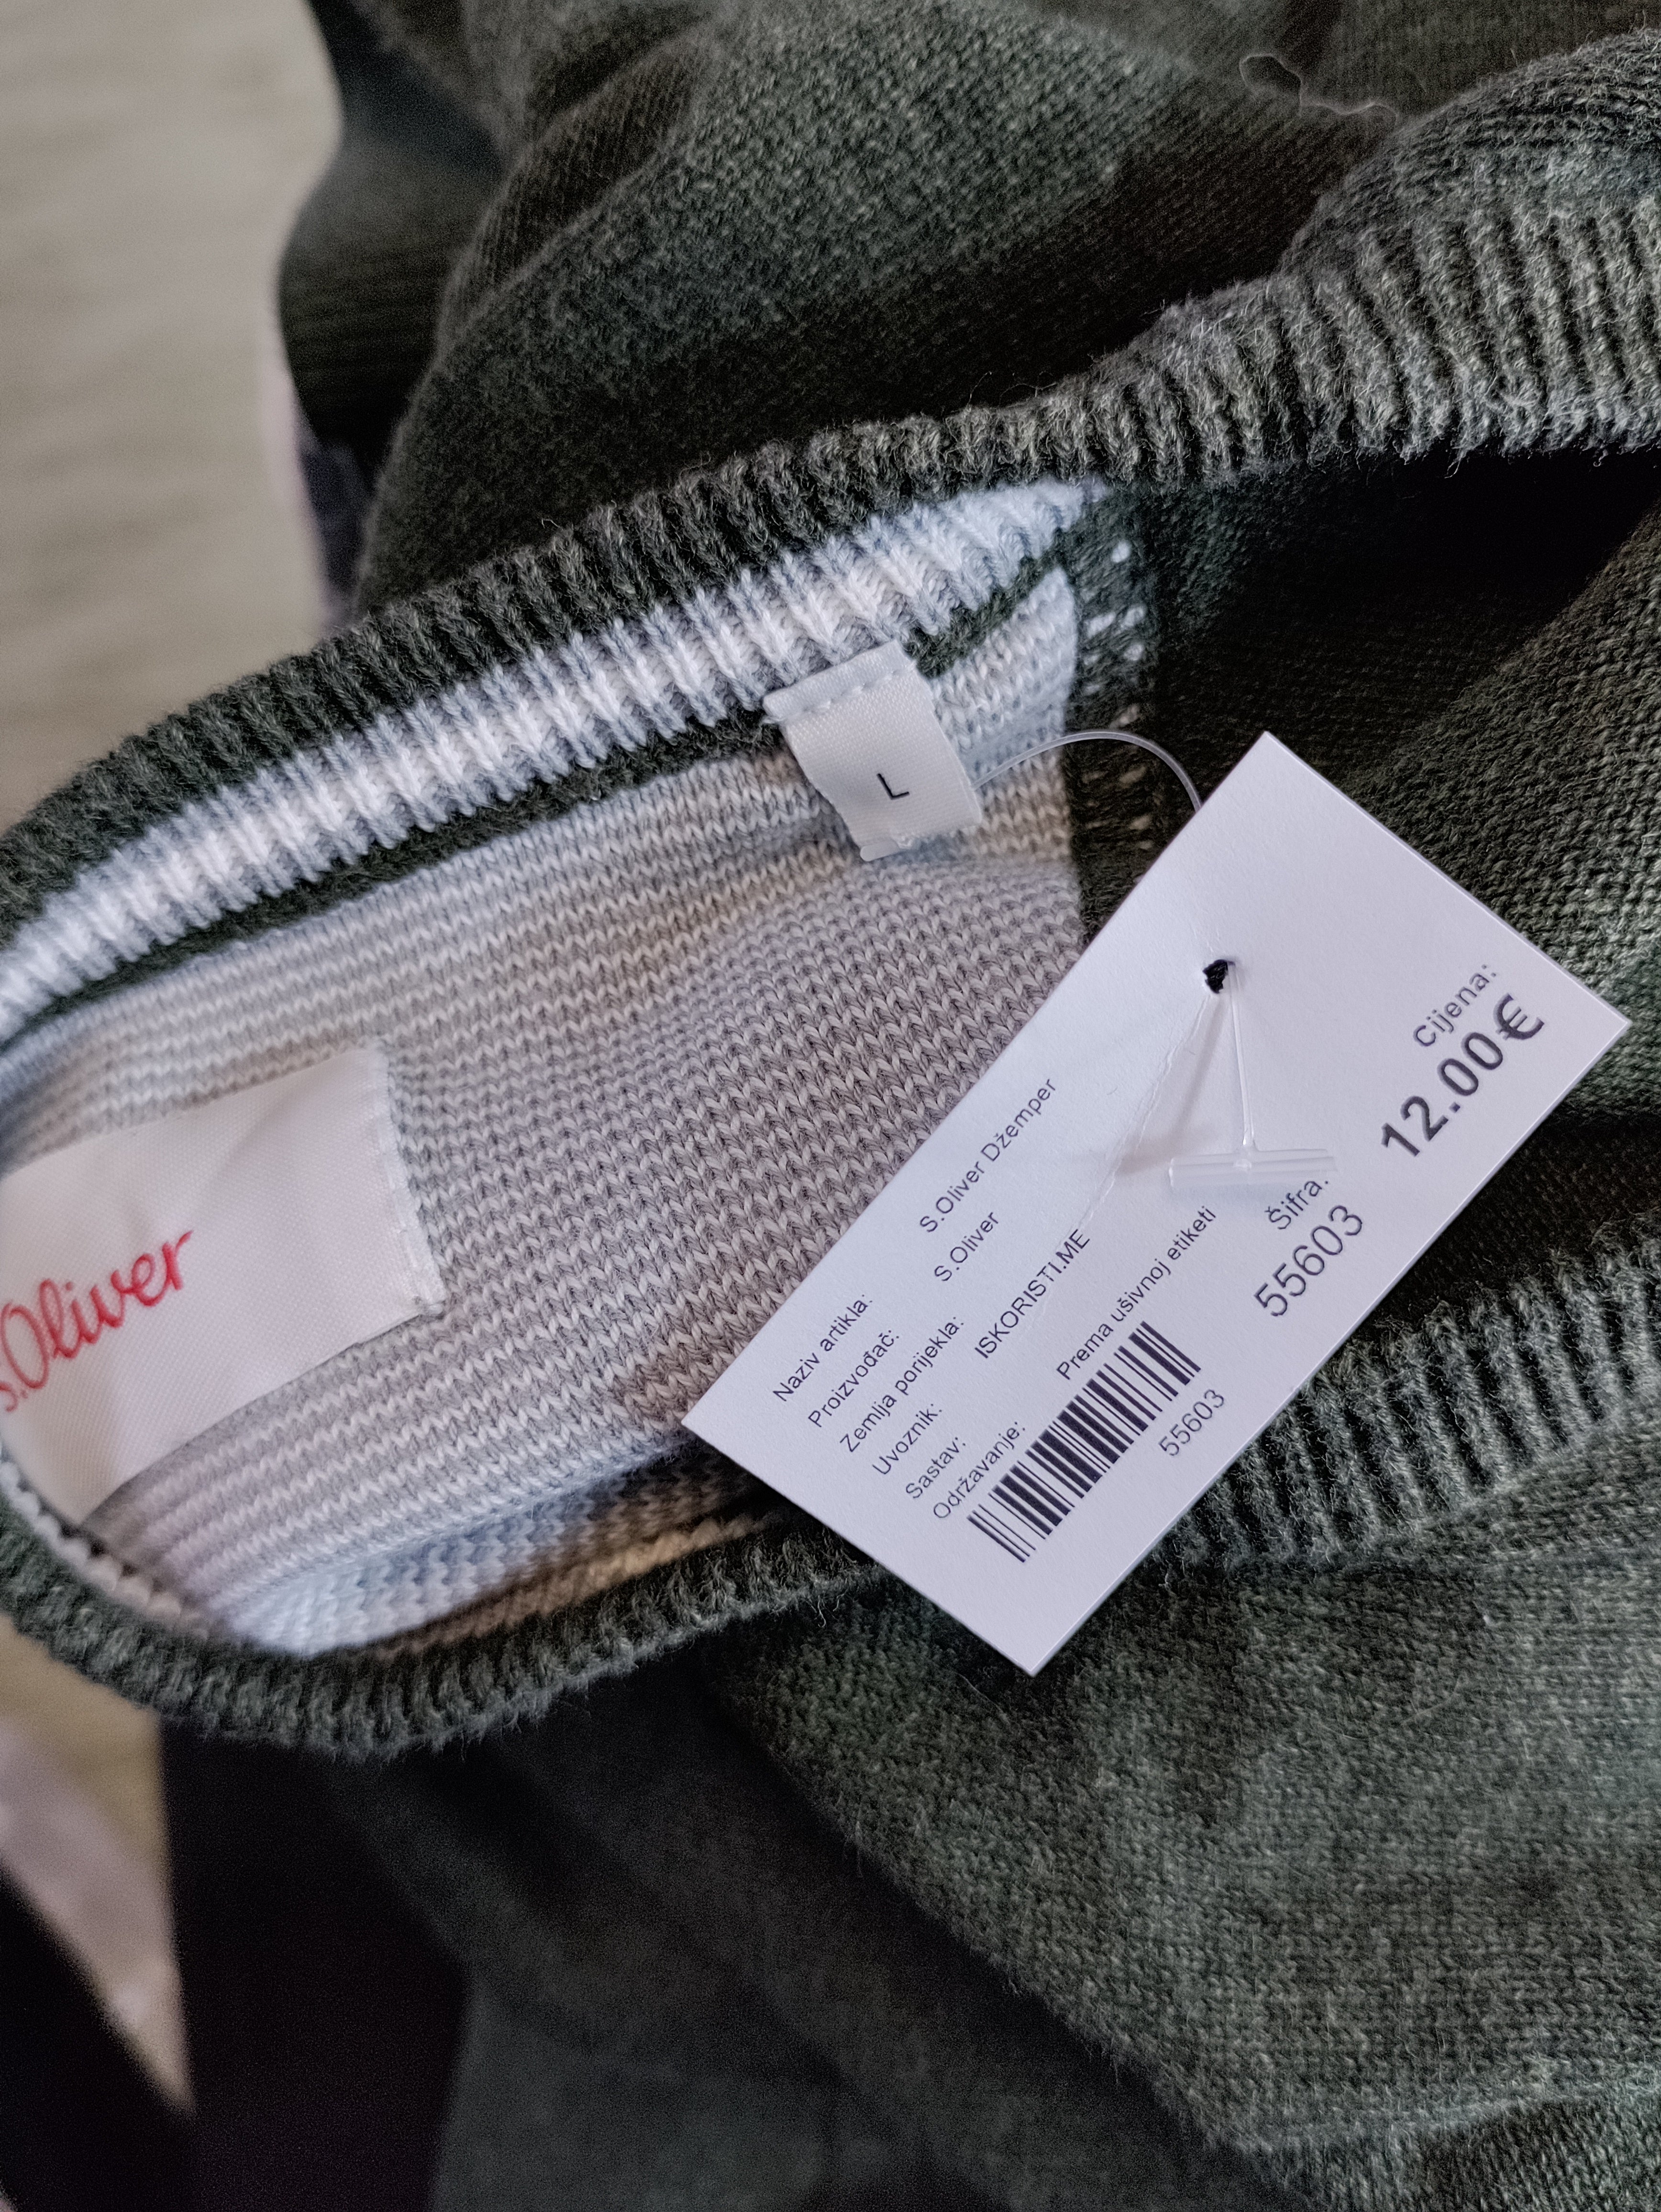 L
s.Oliver
Naziv artikla: S.Oliver Džemper
Proizvođač: S.Oliver
Zemlja porijekla:
Uvoznik: ISKORISTI.ME
Sastav:
Održavanje: Prema ušivnoj etiketi
55603
Šifra:
55603
Cijena:
12.00€